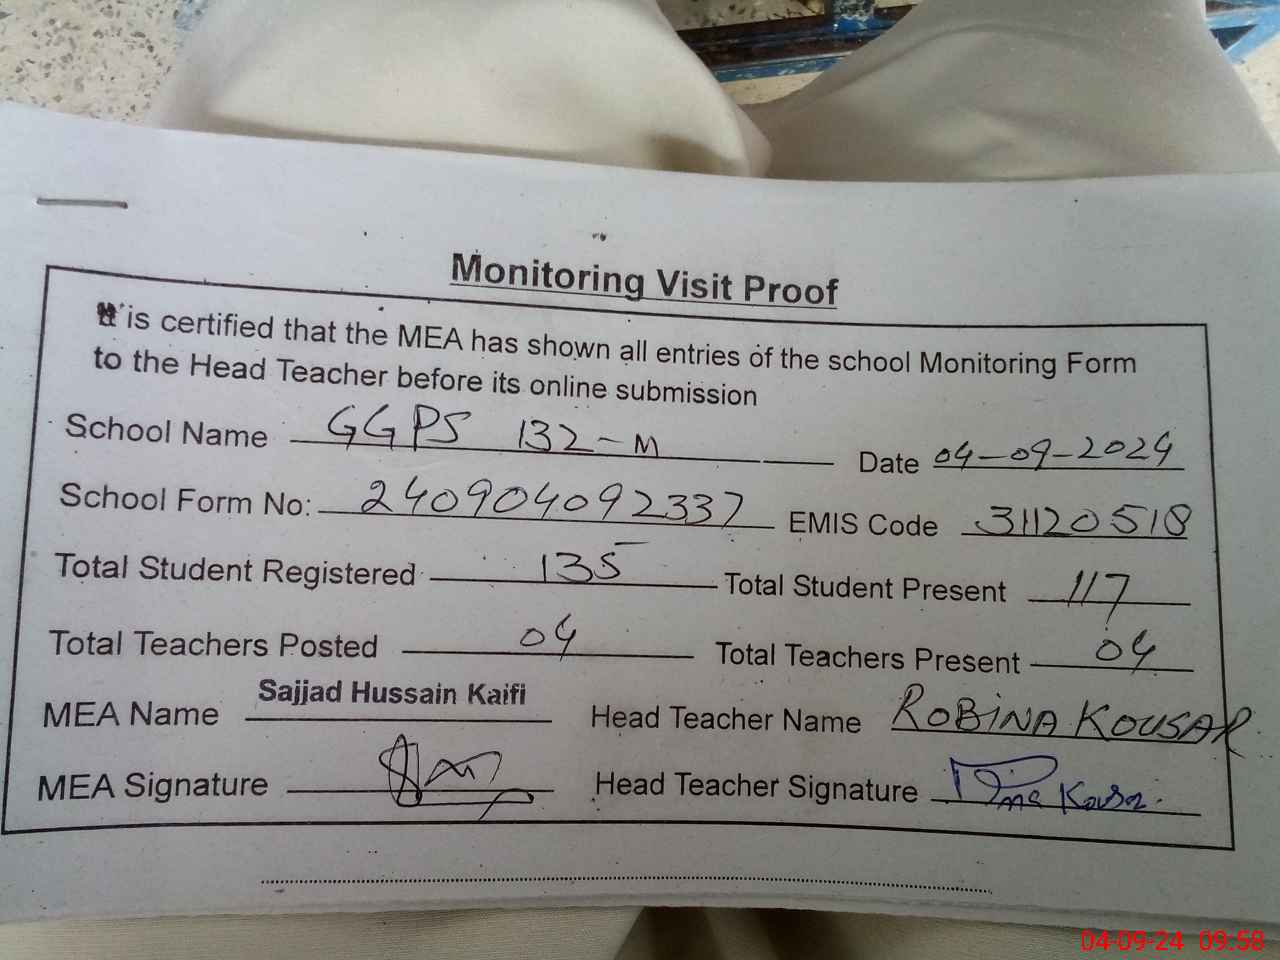 Monitoring Visit Proof
It is certified that the MEA has shown all entries of the school Monitoring Form
to the Head Teacher before its online submission
School Name GGPS 132-M Date 04-09-2024
School Form No: 240904092337 EMIS Code 31120518
Total Student Registered 135 Total Student Present 117
Total Teachers Posted 04 Total Teachers Present 04
MEA Name Sajjad Hussain Kaifi Head Teacher Name ROBINA KOUSAR
MEA Signature Head Teacher Signature
04-09-24 09:58